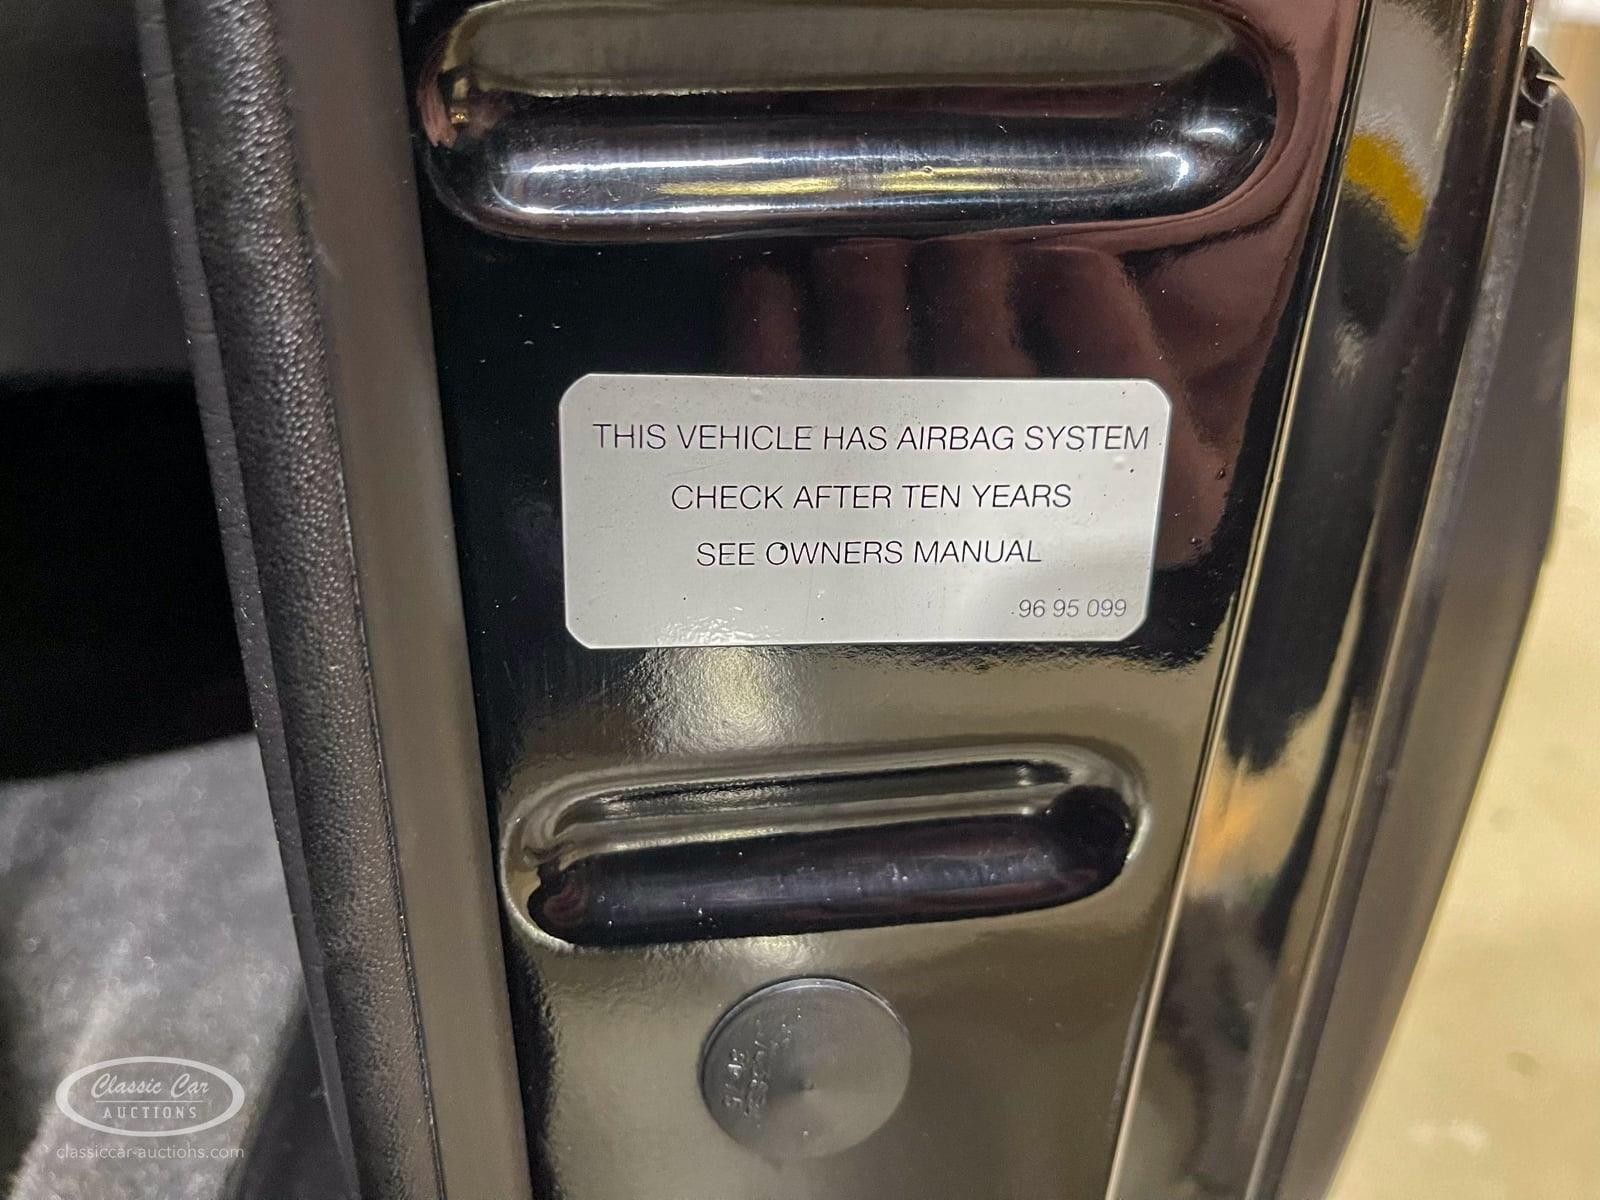 THIS VEHICLE HAS AIRBAG SYSTEM
CHECK AFTER TEN YEARS
SEE OWNERS MANUAL
96 95 099
Classic Car
AUCTIONS
classiccar-auctions.com